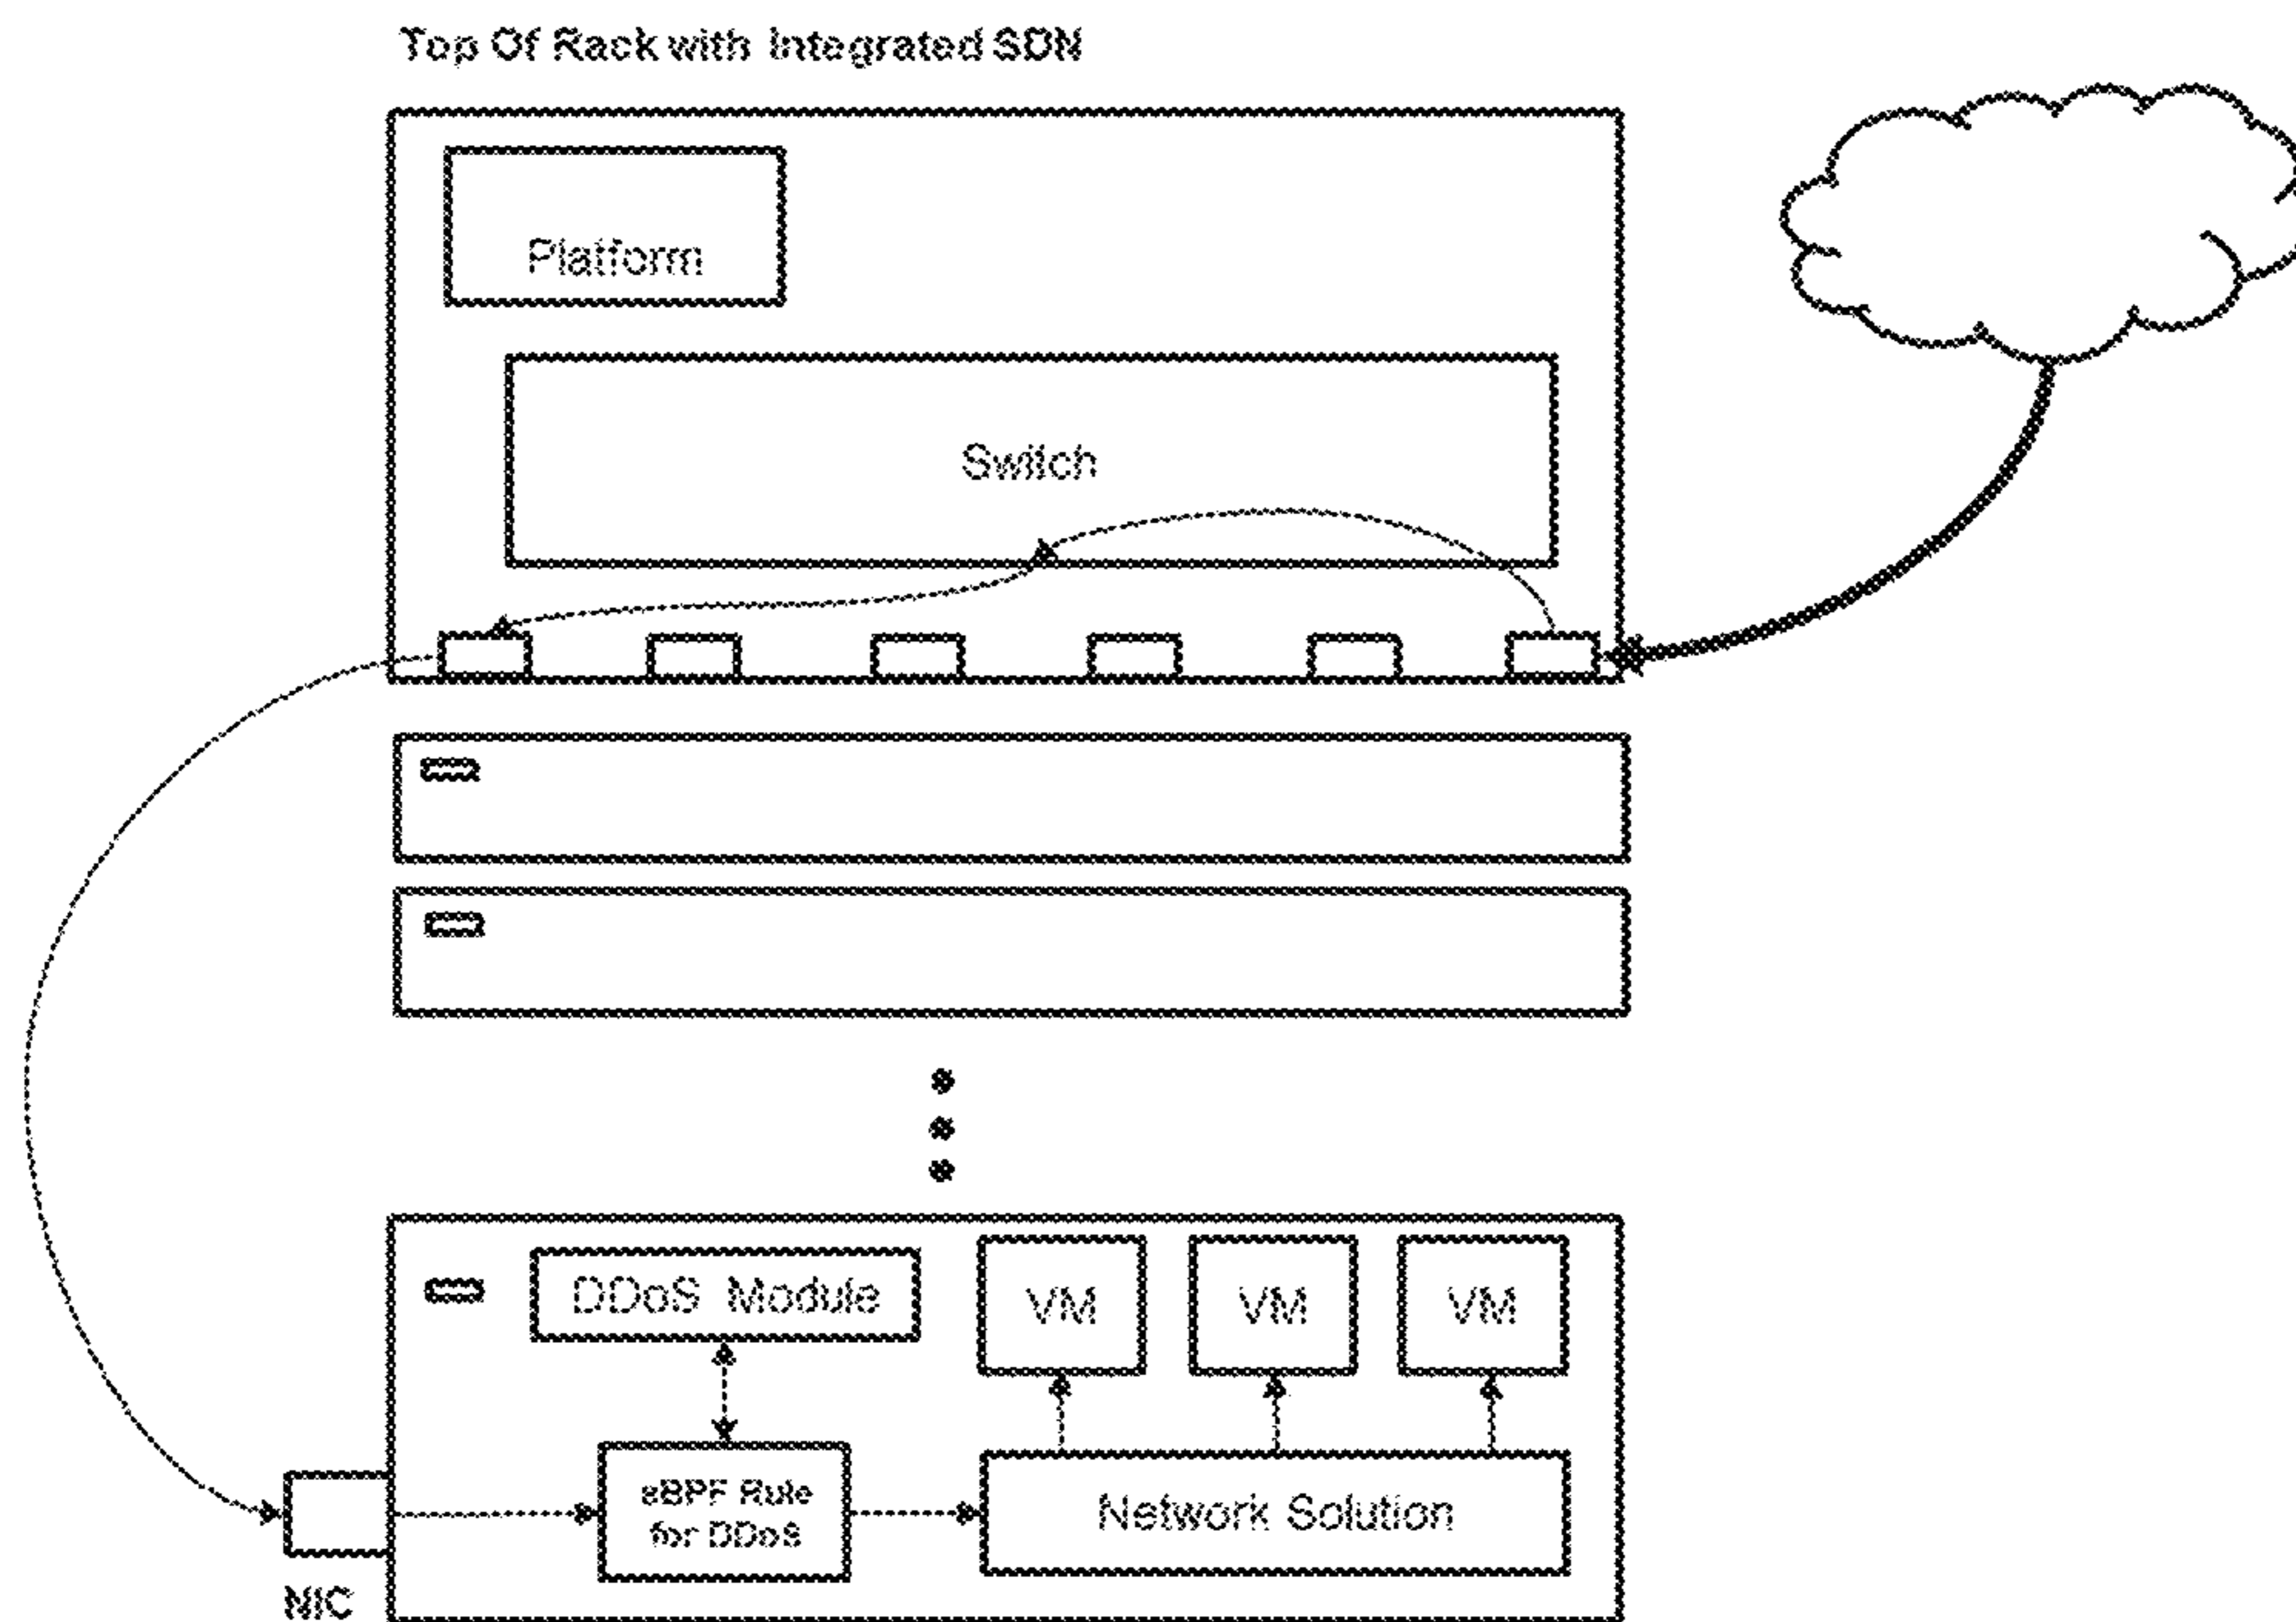 Top Of Rack with Integrated SDN
Platform
Switch
DDoS Module
VM
VM
VM
eBPF Rule
for DDoS
Network Solution
NIC